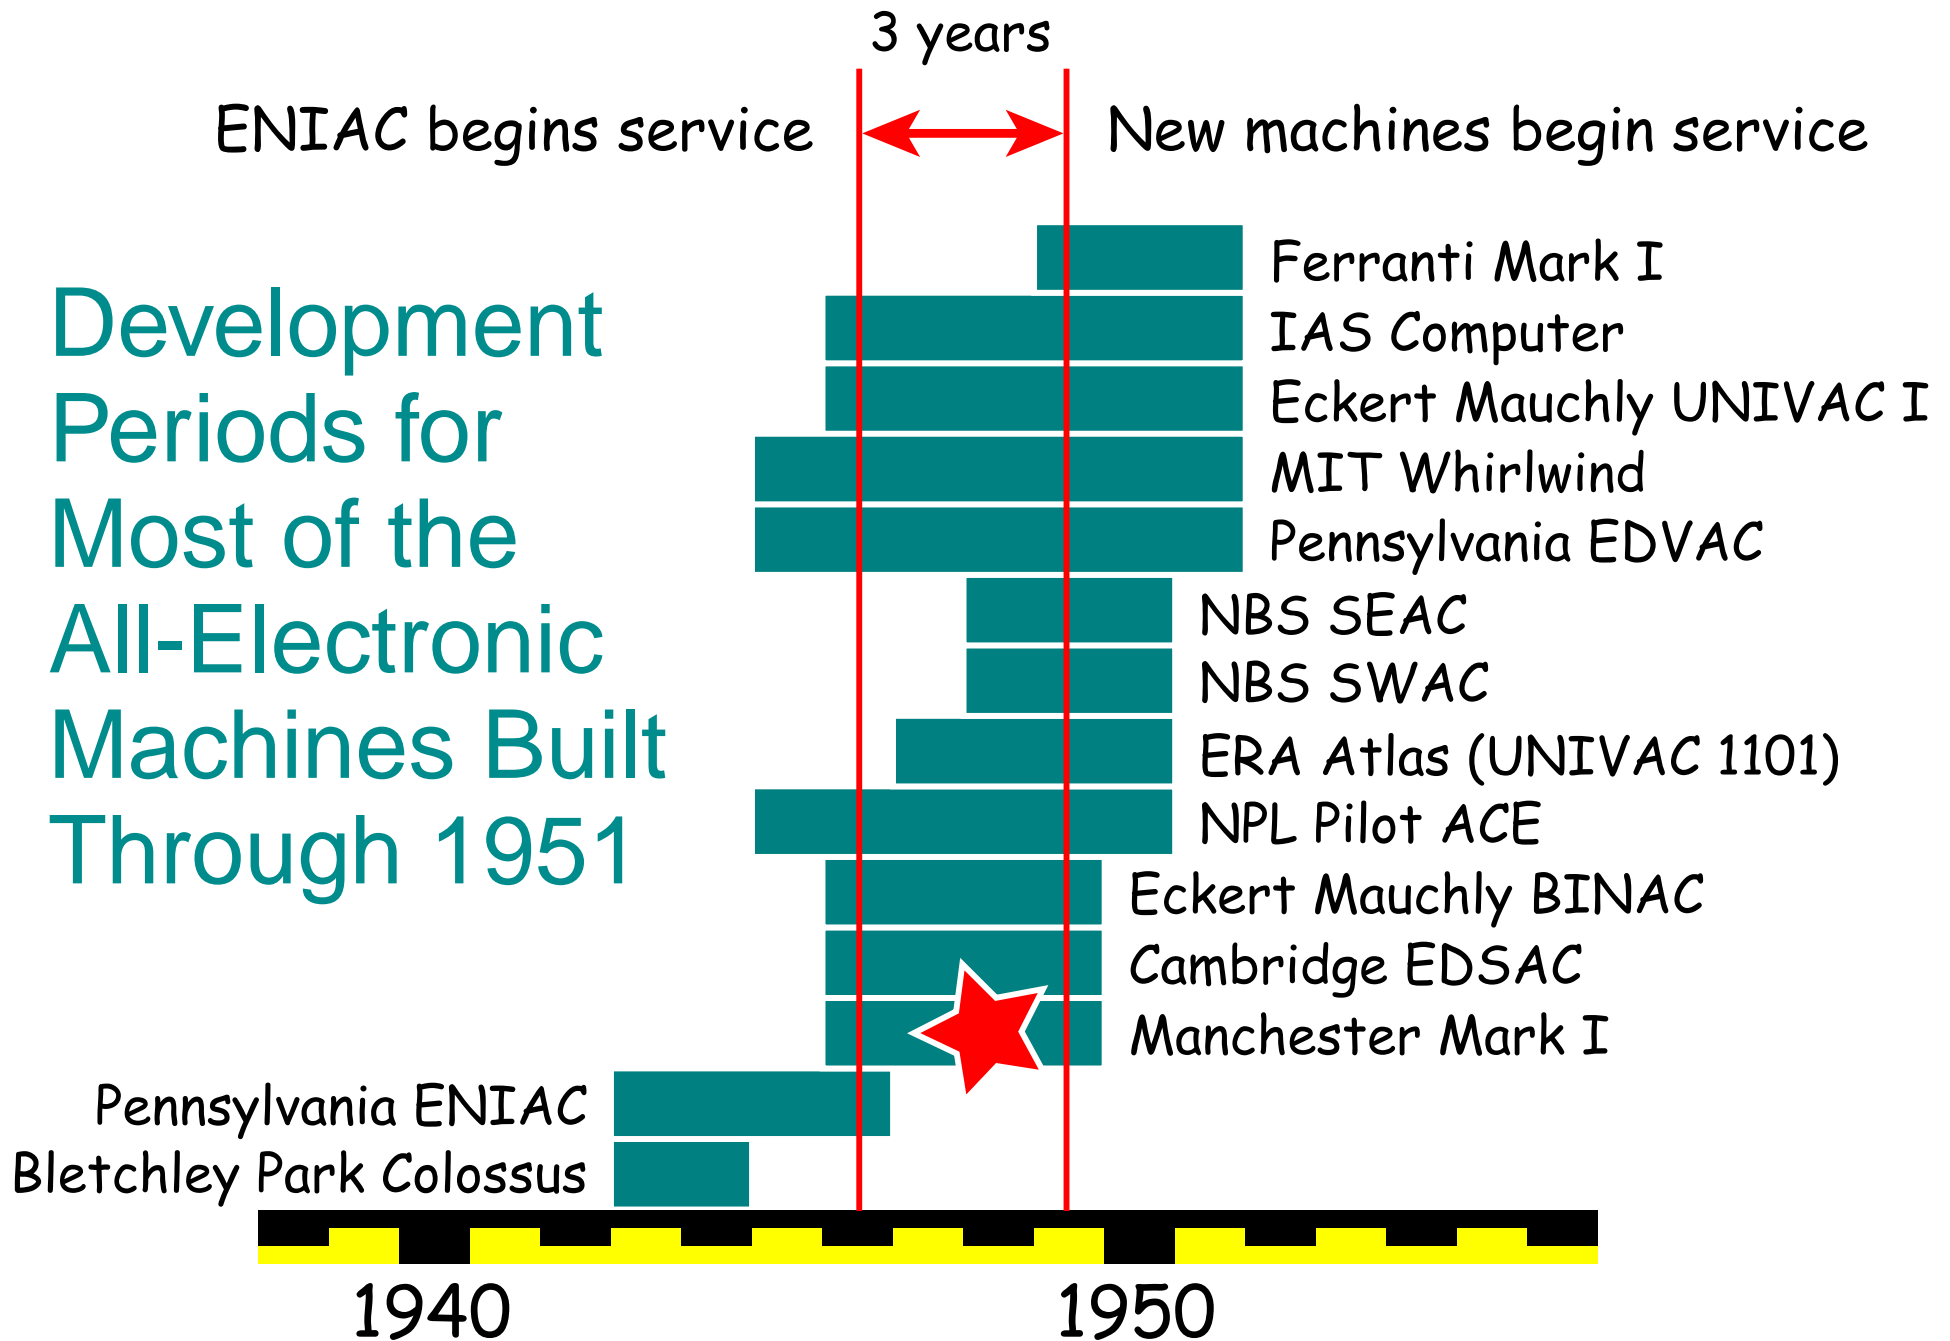 3 years
ENIAC begins service
New machines begin service
Development
Periods for
Most of the
All-Electronic
Machines Built
Through 1951
Ferranti Mark I
IAS Computer
Eckert Mauchly UNIVAC I
MIT Whirlwind
Pennsylvania EDVAC
NBS SEAC
NBS SWAC
ERA Atlas (UNIVAC 1101)
NPL Pilot ACE
Eckert Mauchly BINAC
Cambridge EDSAC
Manchester Mark I
Pennsylvania ENIAC
Bletchley Park Colossus
1940
1950